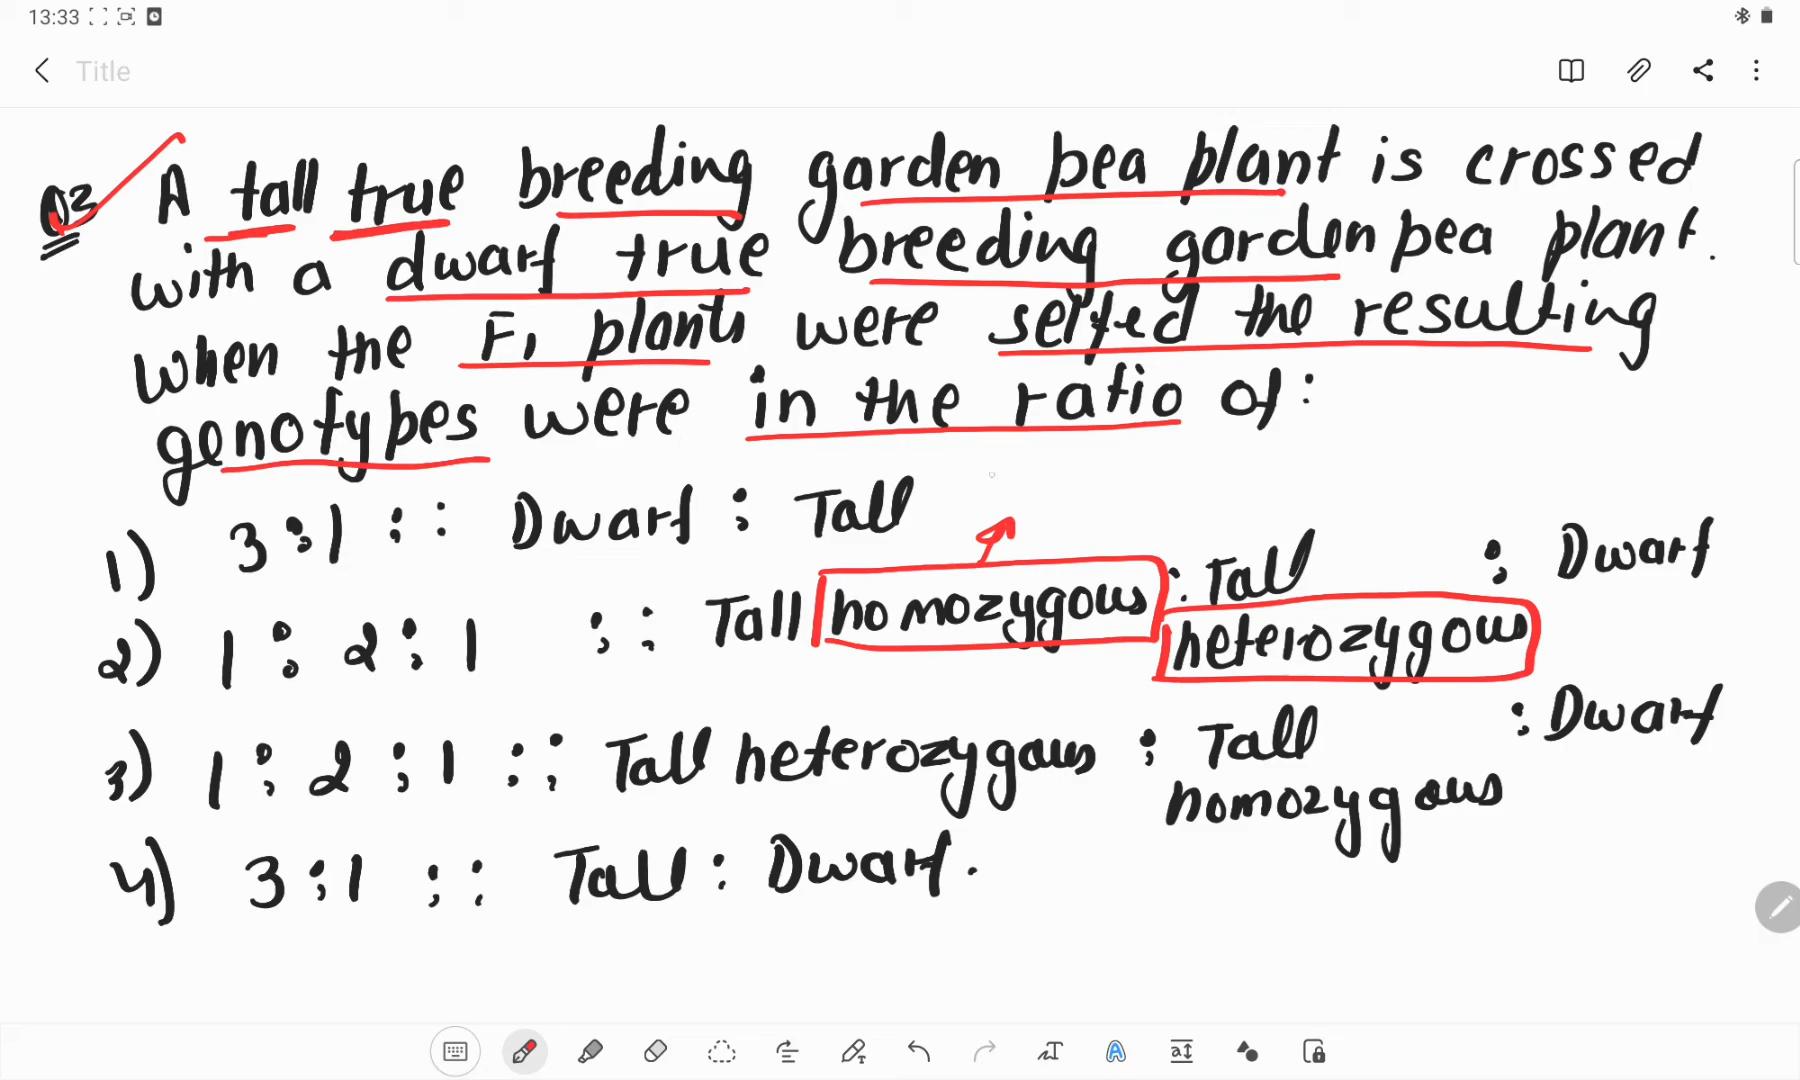 13:33
Title
Q2 A tall true breeding garden pea plant is crossed
with a dwarf true breeding garden pea plant.
when the F1 plants were selfed the resulting
genotypes were in the ratio of:
1) 3:1 :: Dwarf : Tall
2) 1 : 2 : 1 :: Tall homozygous : Tall heterozygous : Dwarf
3) 1 : 2 : 1 :: Tall heterozygous : Tall homozygous : Dwarf
4) 3:1 :: Tall : Dwarf.